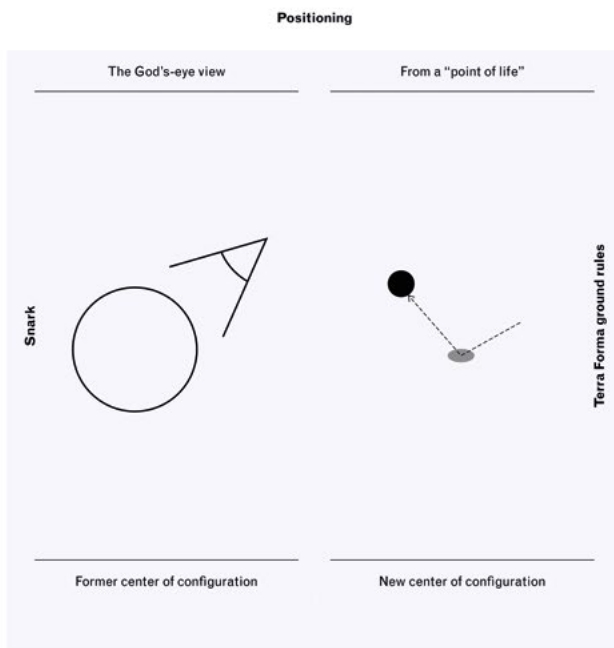 Positioning
The God's-eye view
From a “point of life”
Snark
Terra Forma ground rules
Former center of configuration
New center of configuration